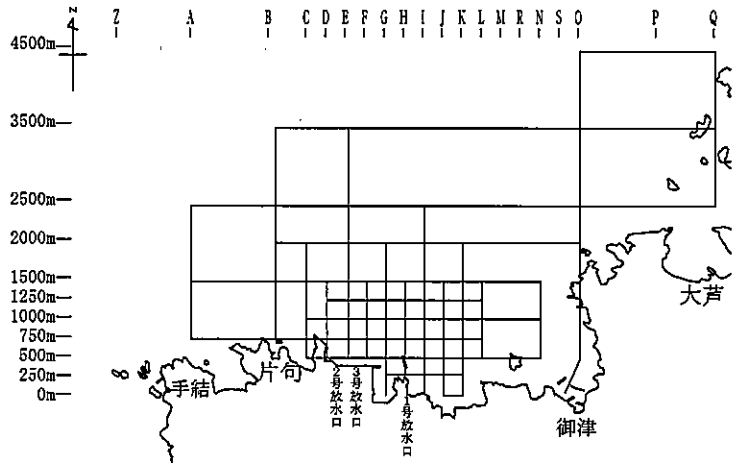 N
Z A B C D E F G H I J K L M R N S O P Q
4500m
3500m
2500m
2000m
1500m
1250m
1000m
750m
500m
250m
0m
大芦
手結
片句
御津
2号放水口
3号放水口
1号放水口